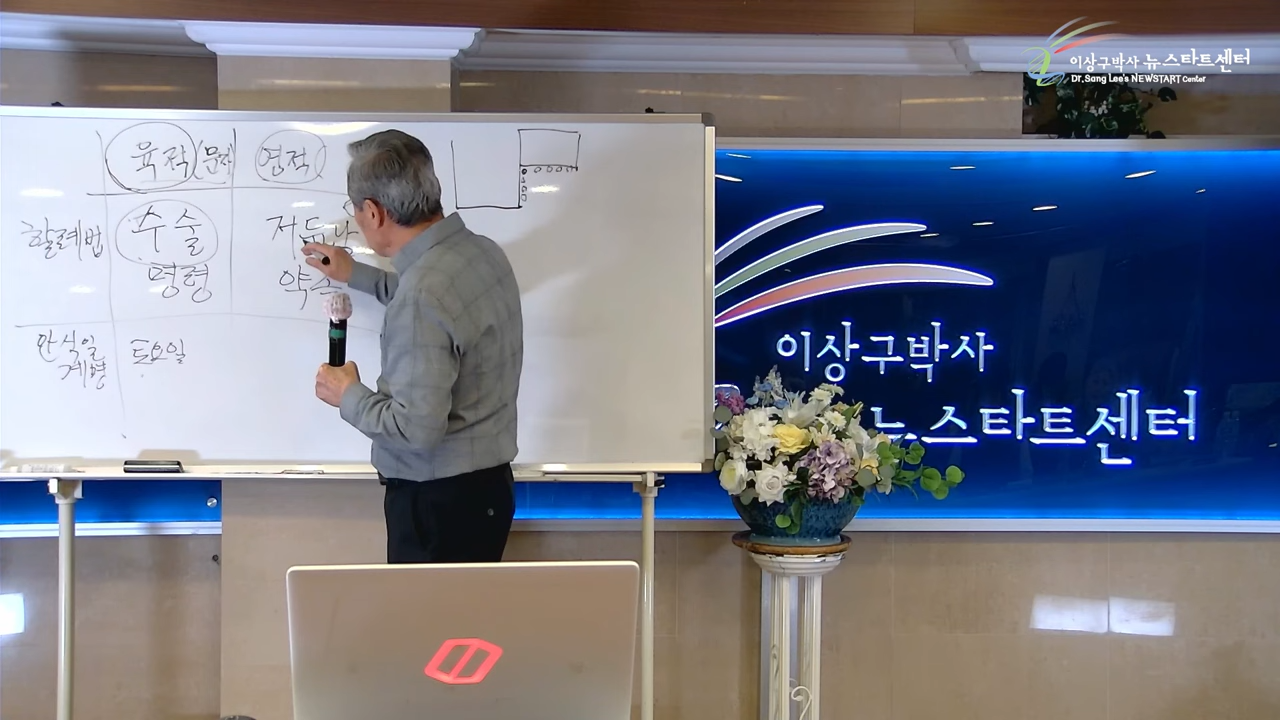 이상구박사 뉴스타트센터
Dr. Sang Lee's NEWSTART Center
육적(문자) 영적
할례법 수술
명령 약속
안식일 토요일
계명
이상구박사
뉴스타트센터